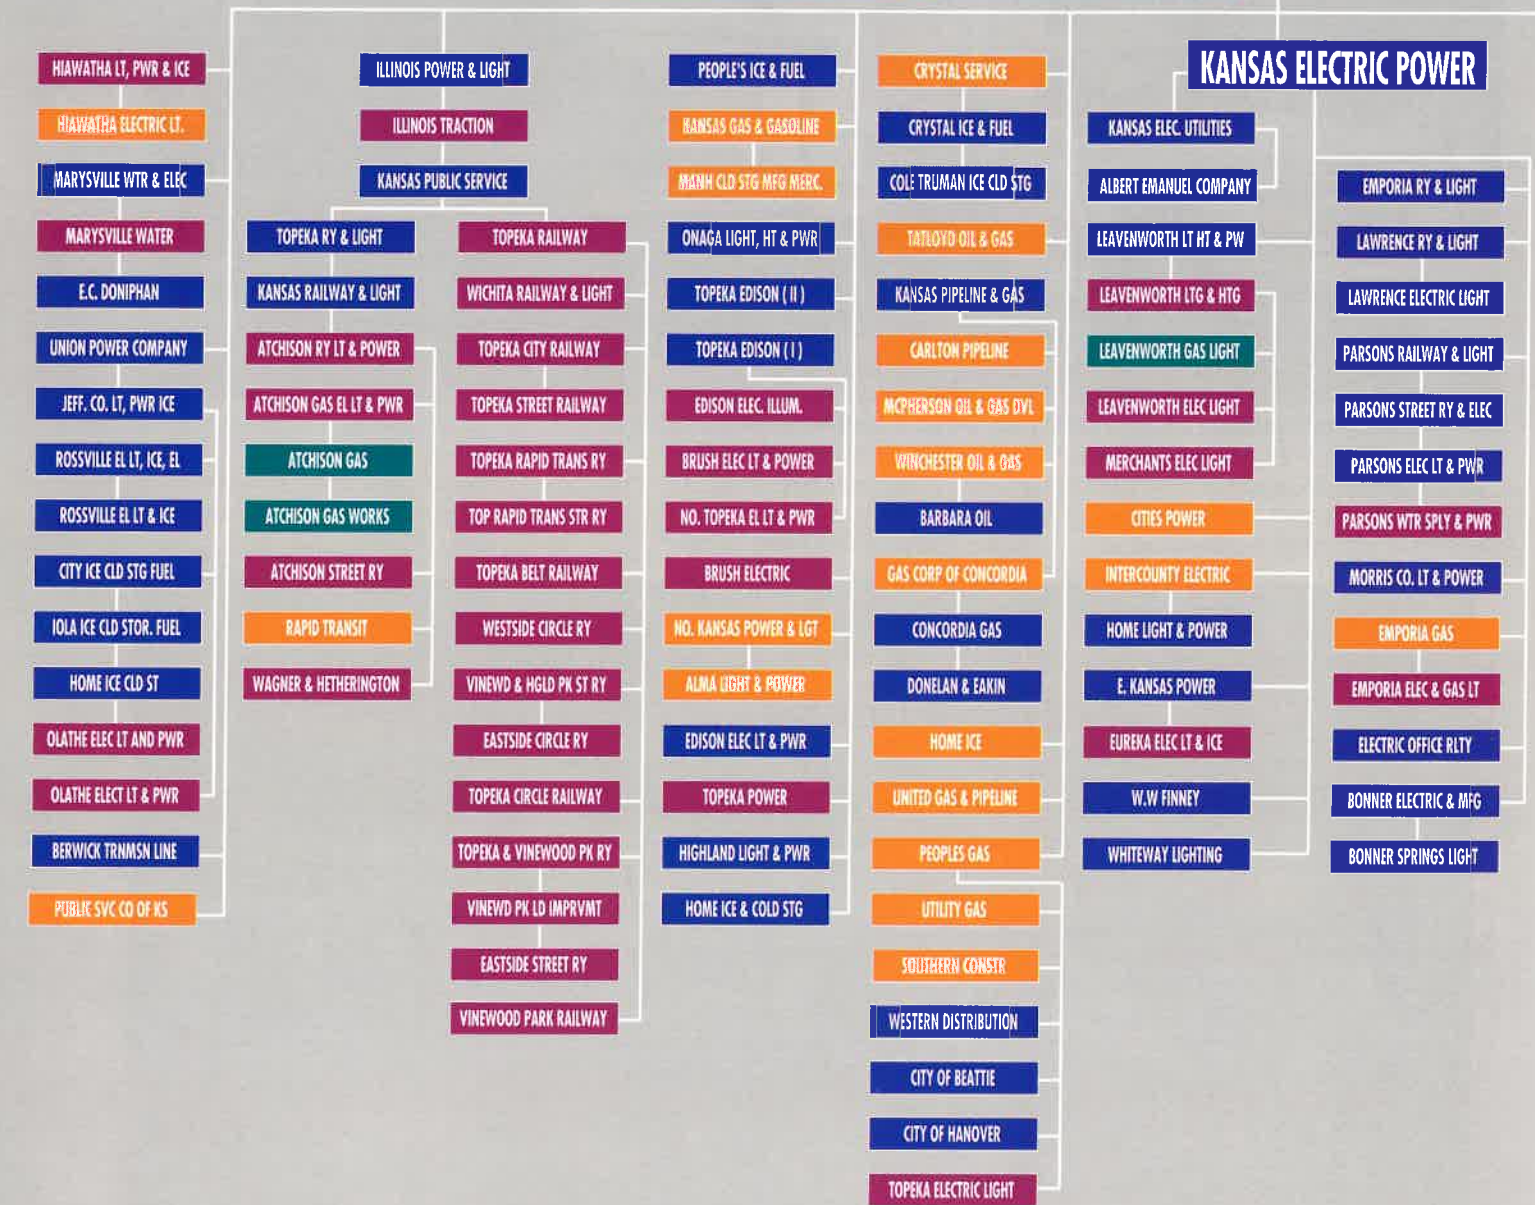 KANSAS ELECTRIC POWER
HIAWATHA LT, PWR & ICE
HIAWATHA ELECTRIC LT.
MARYSVILLE WTR & ELEC
MARYSVILLE WATER
E.C. DONIPHAN
UNION POWER COMPANY
JEFF. CO. LT, PWR ICE
ROSSVILLE EL LT, ICE, EL
ROSSVILLE EL LT & ICE
CITY ICE CLD STG FUEL
IOLA ICE CLD STOR. FUEL
HOME ICE CLD ST
OLATHE ELEC LT AND PWR
OLATHE ELECT LT & PWR
BERWICK TRNMSN LINE
PUBLIC SVC CO OF KS
ILLINOIS POWER & LIGHT
ILLINOIS TRACTION
KANSAS PUBLIC SERVICE
TOPEKA RY & LIGHT
KANSAS RAILWAY & LIGHT
ATCHISON RY LT & POWER
ATCHISON GAS EL LT & PWR
ATCHISON GAS
ATCHISON GAS WORKS
ATCHISON STREET RY
RAPID TRANSIT
WAGNER & HETHERINGTON
TOPEKA RAILWAY
WICHITA RAILWAY & LIGHT
TOPEKA CITY RAILWAY
TOPEKA STREET RAILWAY
TOPEKA RAPID TRANS RY
TOP RAPID TRANS STR RY
TOPEKA BELT RAILWAY
WESTSIDE CIRCLE RY
VINEWD & HGLD PK ST RY
EASTSIDE CIRCLE RY
TOPEKA CIRCLE RAILWAY
TOPEKA & VINEWOOD PK RY
VINEWD PK LD IMPRVMT
EASTSIDE STREET RY
VINEWOOD PARK RAILWAY
PEOPLE'S ICE & FUEL
KANSAS GAS & GASOLINE
MANH CLD STG MFG MERC.
ONAGA LIGHT, HT & PWR
TOPEKA EDISON ( II )
TOPEKA EDISON ( I )
EDISON ELEC. ILLUM.
BRUSH ELEC LT & POWER
NO. TOPEKA EL LT & PWR
BRUSH ELECTRIC
NO. KANSAS POWER & LGT
ALMA LIGHT & POWER
EDISON ELEC LT & PWR
TOPEKA POWER
HIGHLAND LIGHT & PWR
HOME ICE & COLD STG
CRYSTAL SERVICE
CRYSTAL ICE & FUEL
COLE TRUMAN ICE CLD STG
TATLOYD OIL & GAS
KANSAS PIPELINE & GAS
CARLTON PIPELINE
MCPHERSON OIL & GAS DVL
WINCHESTER OIL & GAS
BARBARA OIL
GAS CORP OF CONCORDIA
CONCORDIA GAS
DONELAN & EAKIN
HOME ICE
UNITED GAS & PIPELINE
PEOPLES GAS
UTILITY GAS
SOUTHERN CONSTR
WESTERN DISTRIBUTION
CITY OF BEATTIE
CITY OF HANOVER
TOPEKA ELECTRIC LIGHT
KANSAS ELEC. UTILITIES
ALBERT EMANUEL COMPANY
LEAVENWORTH LT HT & PW
LEAVENWORTH LTG & HTG
LEAVENWORTH GAS LIGHT
LEAVENWORTH ELEC LIGHT
MERCHANTS ELEC LIGHT
CITIES POWER
INTERCOUNTY ELECTRIC
HOME LIGHT & POWER
E. KANSAS POWER
EUREKA ELEC LT & ICE
W.W FINNEY
WHITEWAY LIGHTING
EMPORIA RY & LIGHT
LAWRENCE RY & LIGHT
LAWRENCE ELECTRIC LIGHT
PARSONS RAILWAY & LIGHT
PARSONS STREET RY & ELEC
PARSONS ELEC LT & PWR
PARSONS WTR SPLY & PWR
MORRIS CO. LT & POWER
EMPORIA GAS
EMPORIA ELEC & GAS LT
ELECTRIC OFFICE RLTY
BONNER ELECTRIC & MFG
BONNER SPRINGS LIGHT